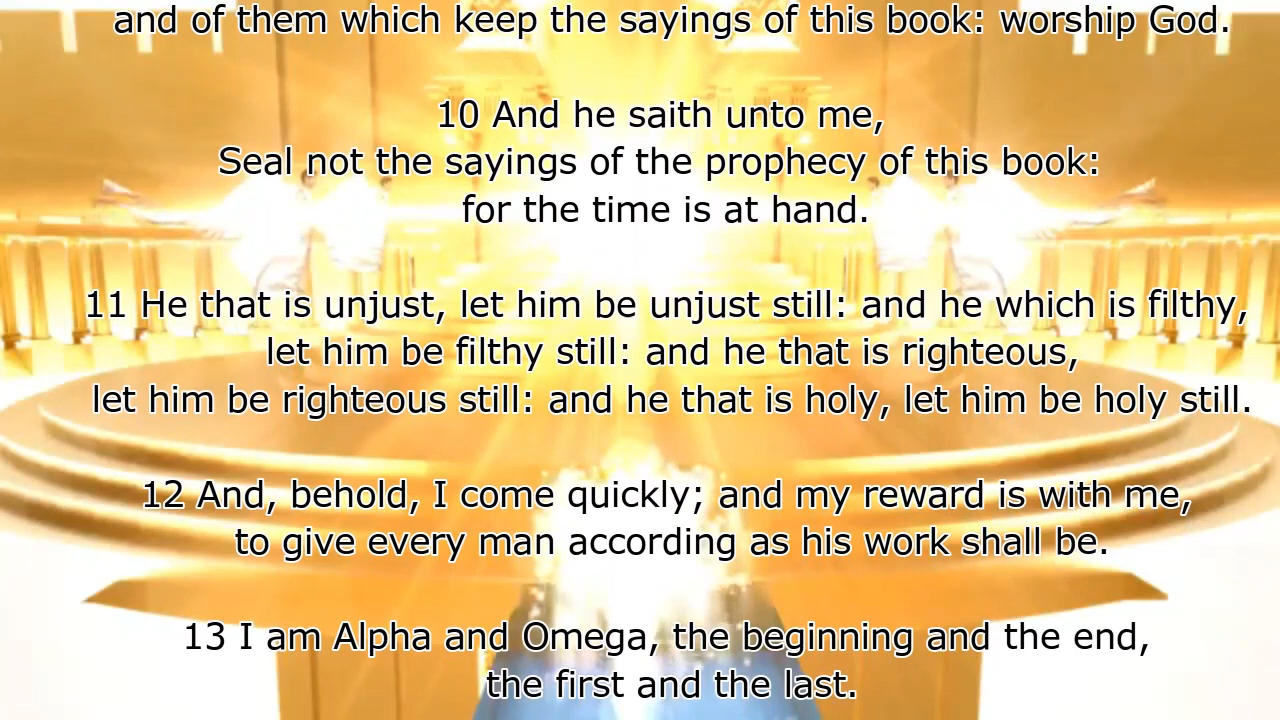 and of them which keep the sayings of this book: worship God.
10 And he saith unto me,
Seal not the sayings of the prophecy of this book:
for the time is at hand.
11 He that is unjust, let him be unjust still: and he which is filthy,
let him be filthy still: and he that is righteous,
let him be righteous still: and he that is holy, let him be holy still.
12 And, behold, I come quickly; and my reward is with me,
to give every man according as his work shall be.
13 I am Alpha and Omega, the beginning and the end,
the first and the last.